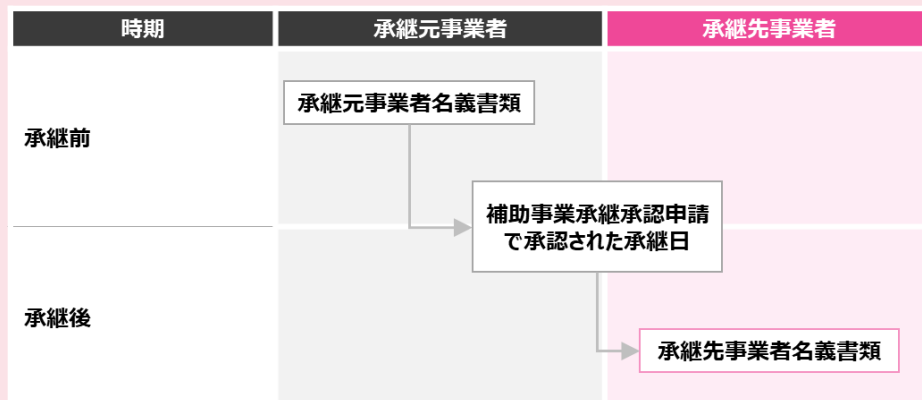 時期
承継元事業者
承継先事業者
承継前
承継元事業者名義書類
補助事業承継承認申請
で承認された承継日
承継後
承継先事業者名義書類